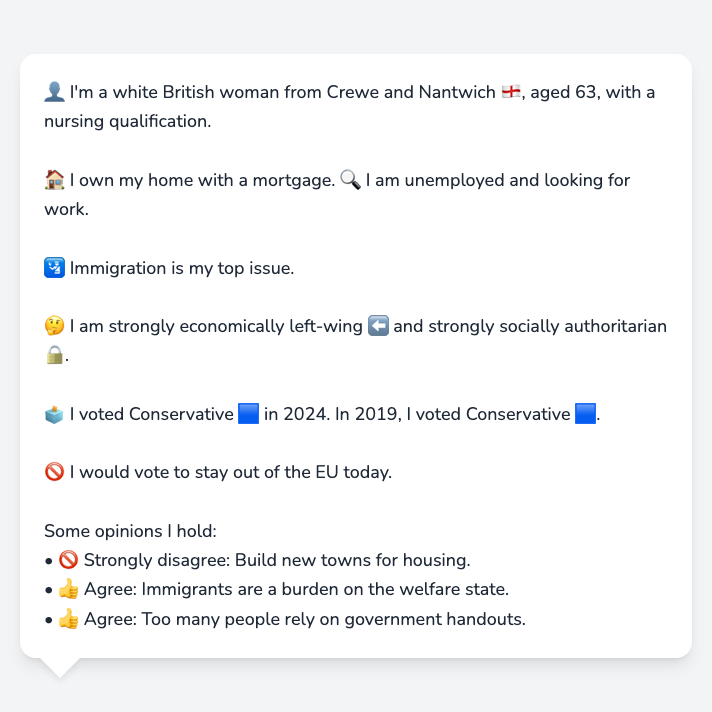 👤 I'm a white British woman from Crewe and Nantwich 🏴󠁧󠁢󠁥󠁮󠁧󠁿, aged 63, with a
nursing qualification.
🏠 I own my home with a mortgage. 🔍 I am unemployed and looking for
work.
🛂 Immigration is my top issue.
🤔 I am strongly economically left-wing ⬅️ and strongly socially authoritarian
🔒.
🗳️ I voted Conservative 🟦 in 2024. In 2019, I voted Conservative 🟦.
🚫 I would vote to stay out of the EU today.
Some opinions I hold:
• 🚫 Strongly disagree: Build new towns for housing.
• 👍 Agree: Immigrants are a burden on the welfare state.
• 👍 Agree: Too many people rely on government handouts.